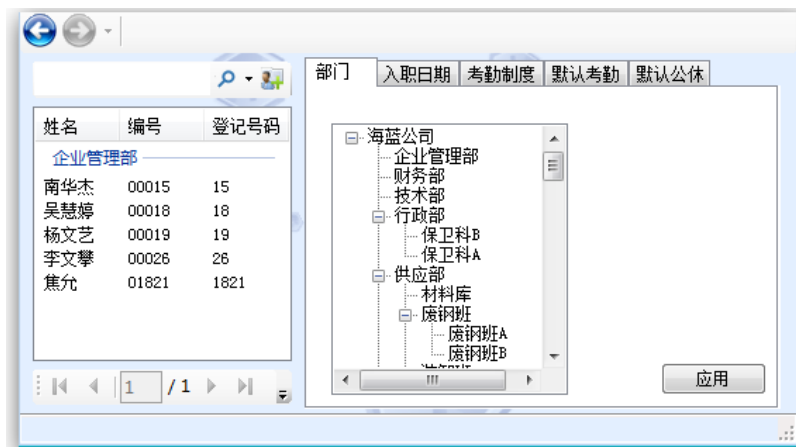 部门 入职日期 考勤制度 默认考勤 默认公休
姓名 编号 登记号码
企业管理部
南华杰 00015 15
吴慧婷 00018 18
杨文艺 00019 19
李文攀 00026 26
焦允 01821 1821
1 / 1
海蓝公司
企业管理部
财务部
技术部
行政部
保卫科B
保卫科A
供应部
材料库
废钢班
废钢班A
废钢班B
应用